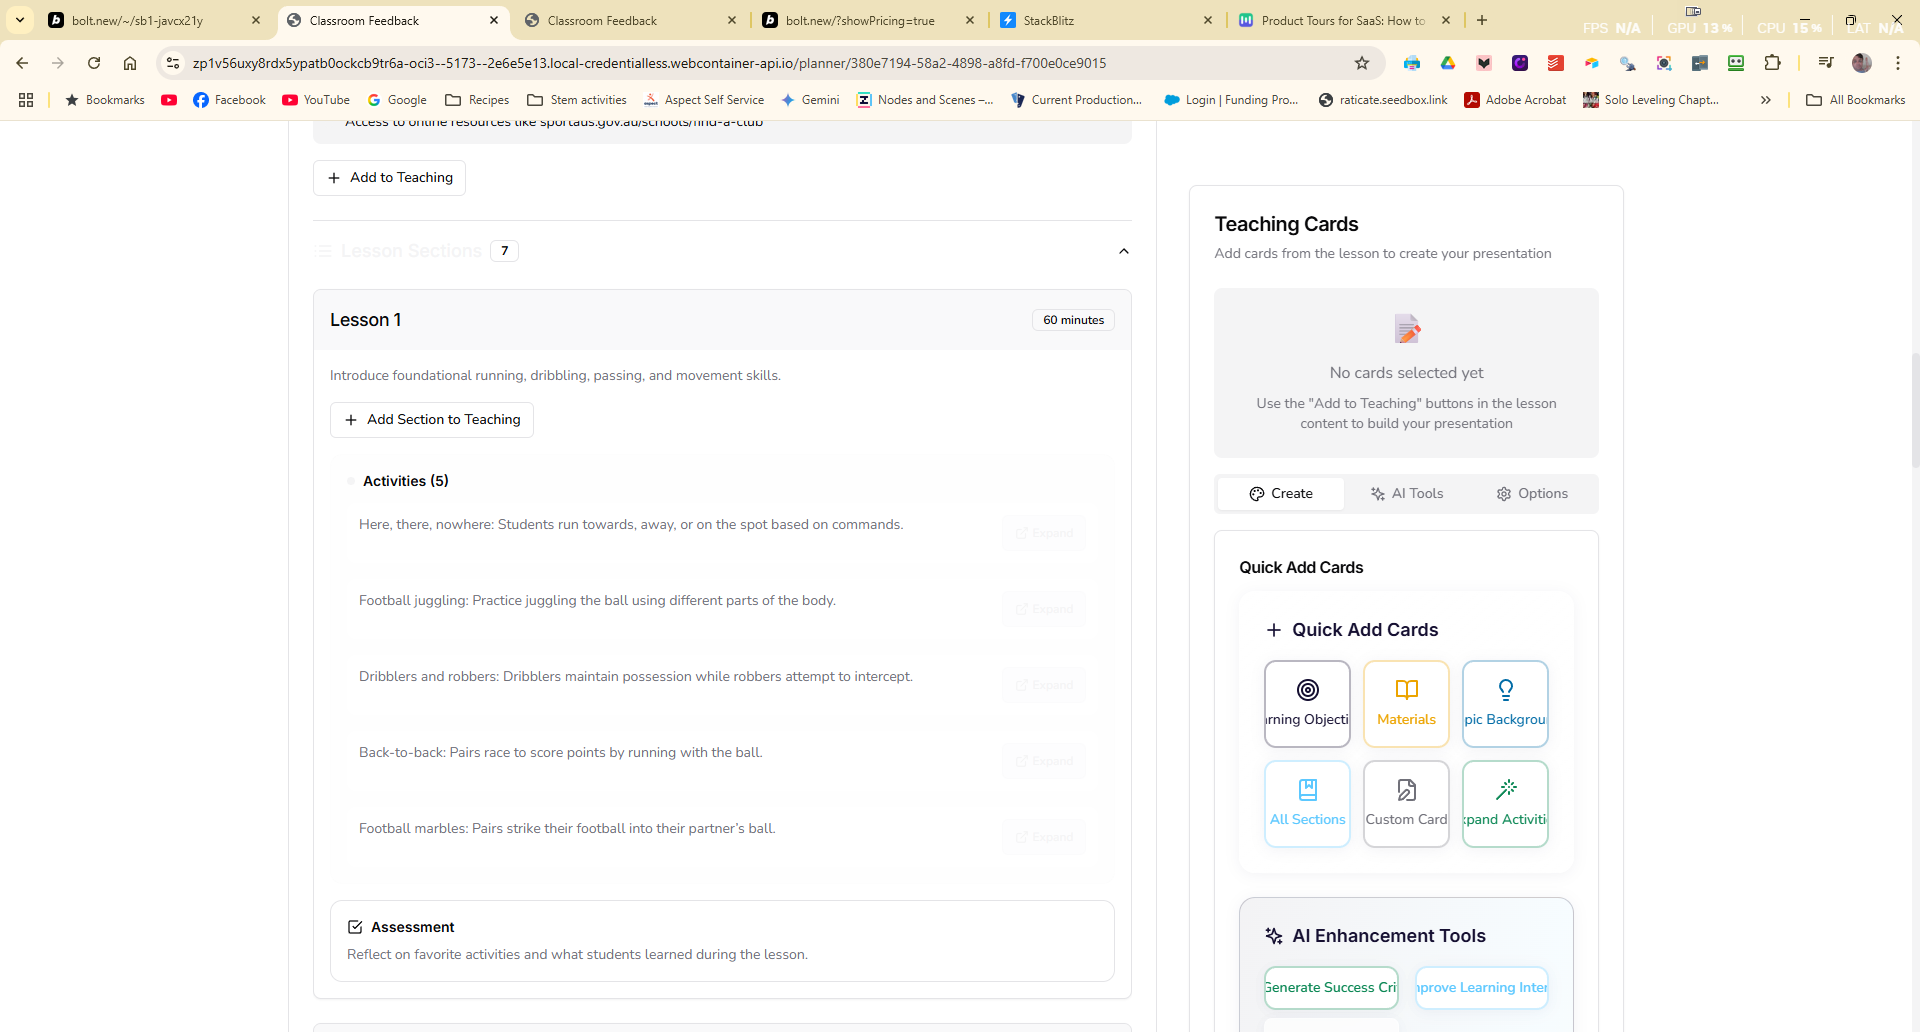 bolt.new/~/sb1-javcx21y
Classroom Feedback
Classroom Feedback
bolt.new/?showPricing=true
StackBlitz
Product Tours for SaaS: How to
FPS N/A
GPU 13 %
CPU 15 %
LAT N/A
zp1v56uxy8rdx5ypatb0ockcb9tr6a-oci3--5173--2e6e5e13.local-credentialless.webcontainer-api.io/planner/380e7194-58a2-4898-a8fd-f700e0ce9015
Bookmarks
Facebook
YouTube
Google
Recipes
Stem activities
Aspect Self Service
Gemini
Nodes and Scenes –...
Current Production...
Login | Funding Pro...
raticate.seedbox.link
Adobe Acrobat
Solo Leveling Chapt...
All Bookmarks
Access to online resources like sportaus.gov.au/schools/find-a-club
Add to Teaching
Lesson Sections 7
Lesson 1
60 minutes
Introduce foundational running, dribbling, passing, and movement skills.
Add Section to Teaching
Activities (5)
Here, there, nowhere: Students run towards, away, or on the spot based on commands.
Expand
Football juggling: Practice juggling the ball using different parts of the body.
Expand
Dribblers and robbers: Dribblers maintain possession while robbers attempt to intercept.
Expand
Back-to-back: Pairs race to score points by running with the ball.
Expand
Football marbles: Pairs strike their football into their partner’s ball.
Expand
Assessment
Reflect on favorite activities and what students learned during the lesson.
Teaching Cards
Add cards from the lesson to create your presentation
No cards selected yet
Use the "Add to Teaching" buttons in the lesson
content to build your presentation
Create
AI Tools
Options
Quick Add Cards
Quick Add Cards
rning Objecti
Materials
pic Backgrou
All Sections
Custom Card
xpand Activiti
AI Enhancement Tools
Generate Success Crit
mprove Learning Inten